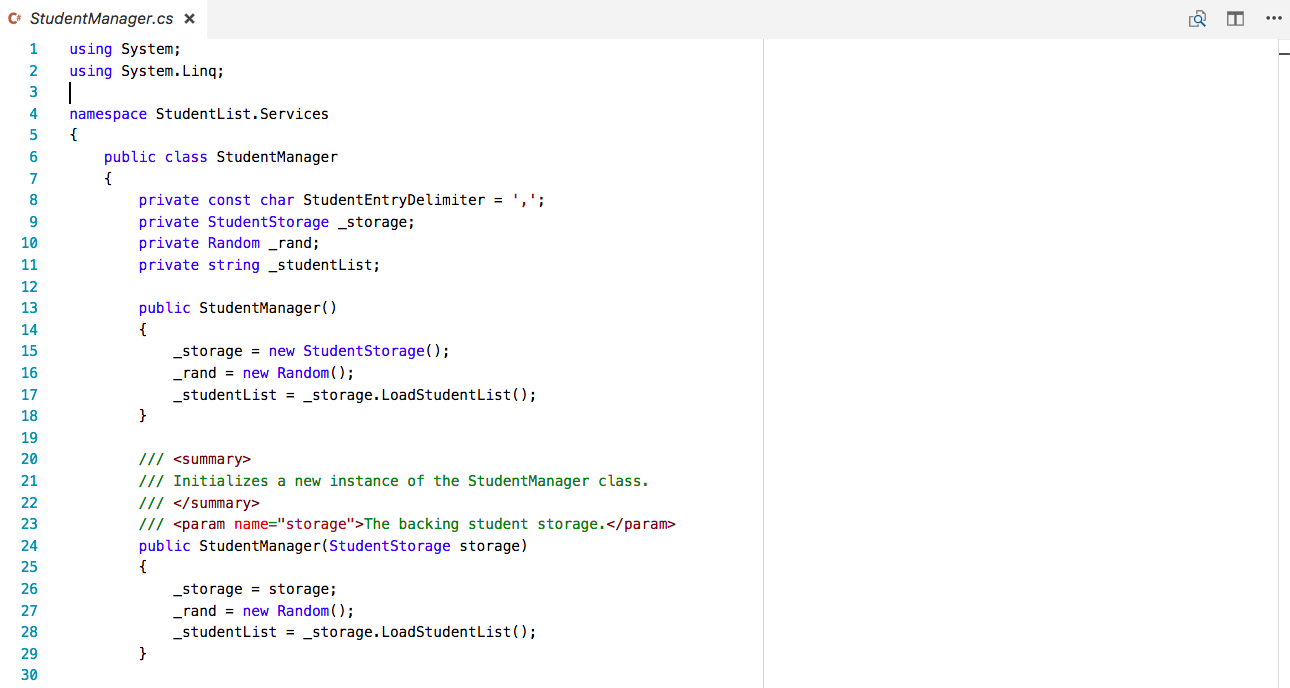 C# StudentManager.cs ×
1 using System;
2 using System.Linq;
3
4 namespace StudentList.Services
5 {
6     public class StudentManager
7     {
8         private const char StudentEntryDelimiter = ',';
9         private StudentStorage _storage;
10         private Random _rand;
11         private string _studentList;
12
13         public StudentManager()
14         {
15             _storage = new StudentStorage();
16             _rand = new Random();
17             _studentList = _storage.LoadStudentList();
18         }
19
20         /// <summary>
21         /// Initializes a new instance of the StudentManager class.
22         /// </summary>
23         /// <param name="storage">The backing student storage.</param>
24         public StudentManager(StudentStorage storage)
25         {
26             _storage = storage;
27             _rand = new Random();
28             _studentList = _storage.LoadStudentList();
29         }
30